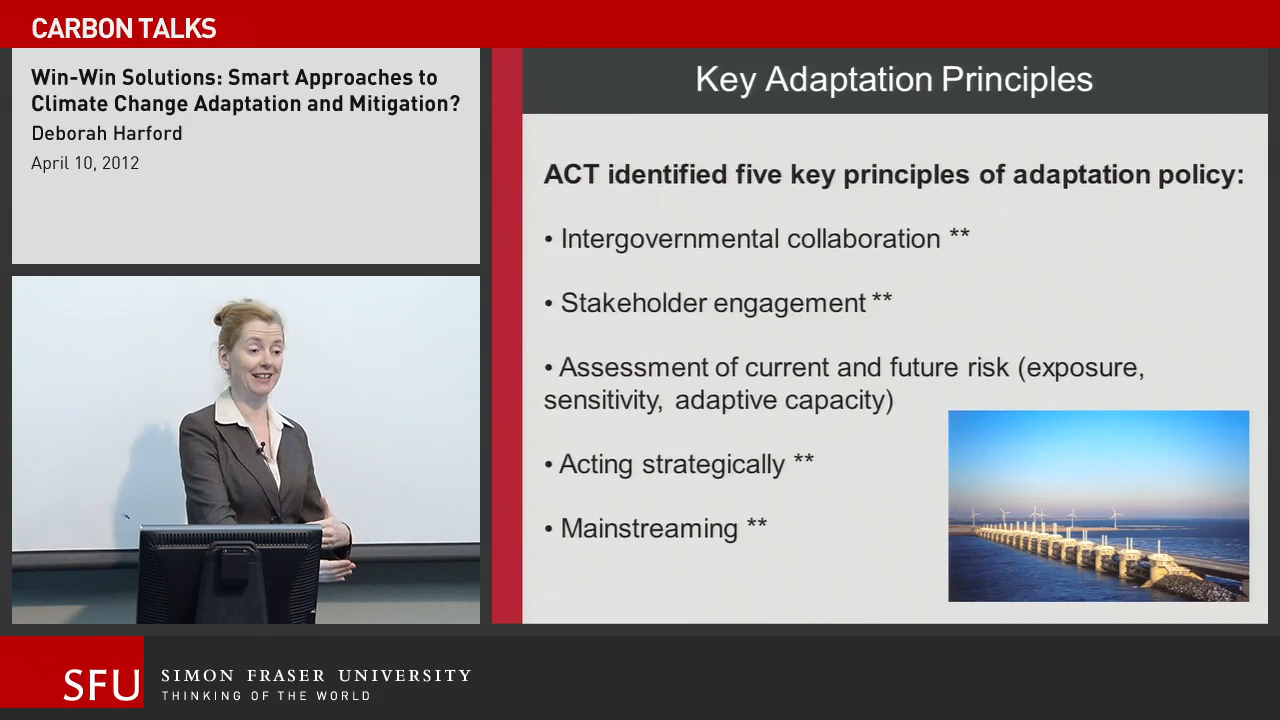 CARBON TALKS
Win-Win Solutions: Smart Approaches to
Climate Change Adaptation and Mitigation?
Deborah Harford
April 10, 2012
Key Adaptation Principles
ACT identified five key principles of adaptation policy:
• Intergovernmental collaboration **
• Stakeholder engagement **
• Assessment of current and future risk (exposure,
sensitivity, adaptive capacity)
• Acting strategically **
• Mainstreaming **
SFU SIMON FRASER UNIVERSITY
THINKING OF THE WORLD